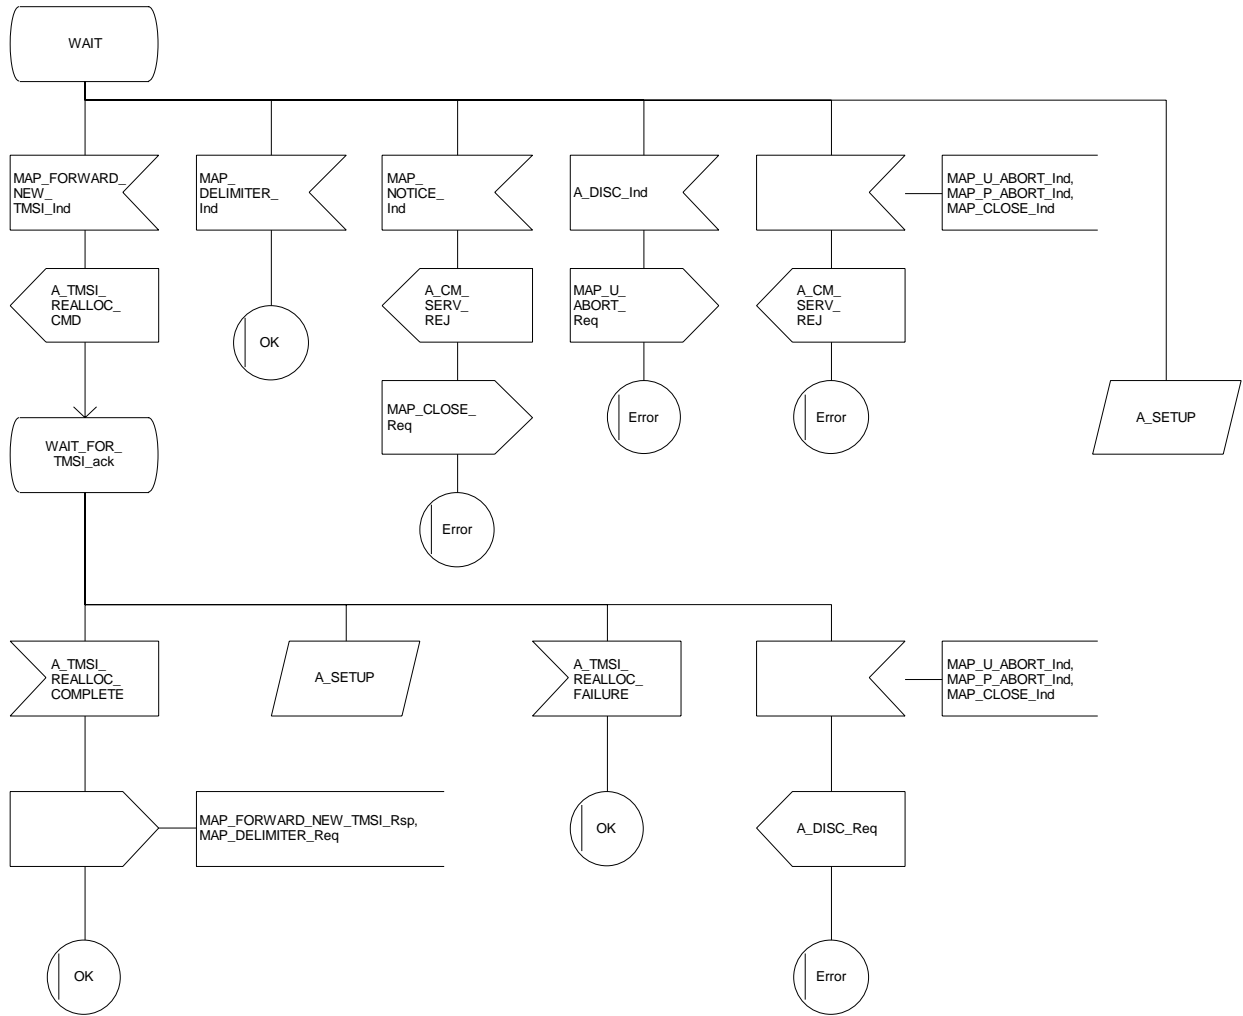 WAIT
MAP_FORWARD_
NEW_
TMSI_Ind
MAP_
DELIMITER_
Ind
MAP_
NOTICE_
Ind
A_DISC_Ind
MAP_U_ABORT_Ind,
MAP_P_ABORT_Ind,
MAP_CLOSE_Ind
A_TMSI_
REALLOC_
CMD
OK
A_CM_
SERV_
REJ
MAP_U_
ABORT_
Req
A_CM_
SERV_
REJ
MAP_CLOSE_
Req
Error
Error
A_SETUP
WAIT_FOR_
TMSI_ack
Error
A_TMSI_
REALLOC_
COMPLETE
A_SETUP
A_TMSI_
REALLOC_
FAILURE
MAP_U_ABORT_Ind,
MAP_P_ABORT_Ind,
MAP_CLOSE_Ind
MAP_FORWARD_NEW_TMSI_Rsp,
MAP_DELIMITER_Req
OK
A_DISC_Req
OK
Error